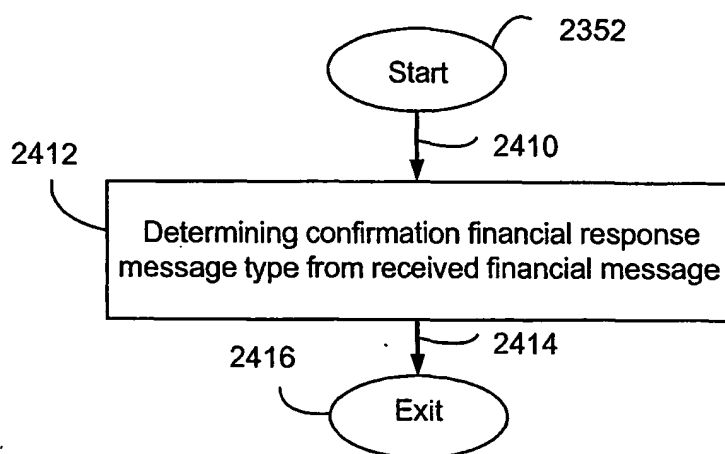 2352
Start
2410
2412
Determining confirmation financial response
message type from received financial message
2414
2416
Exit